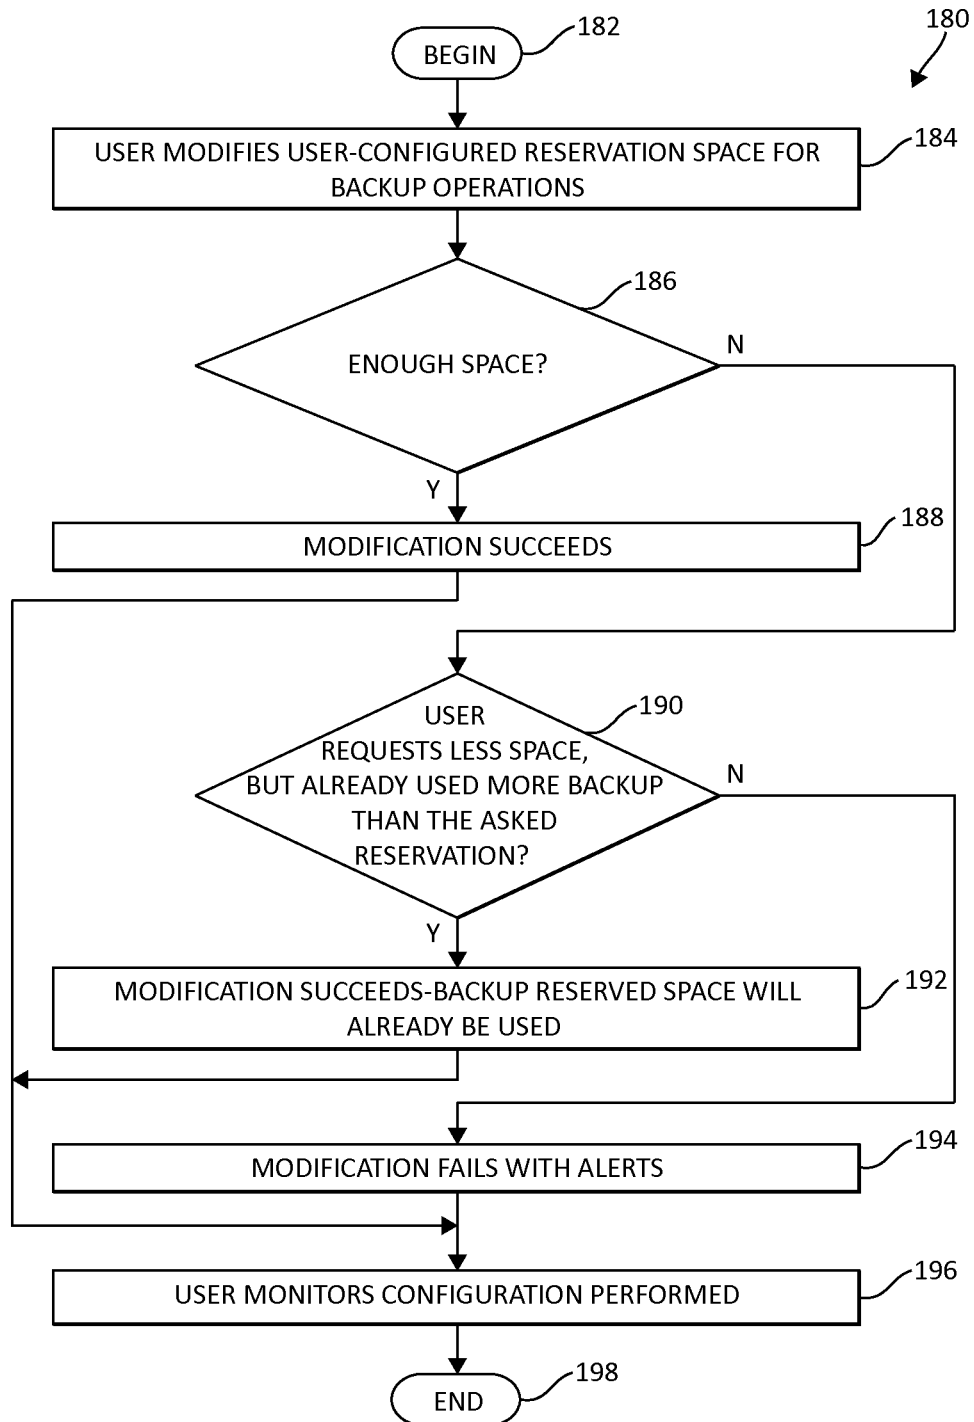 180
BEGIN
182
USER MODIFIES USER-CONFIGURED RESERVATION SPACE FOR
BACKUP OPERATIONS
184
ENOUGH SPACE?
186
N
Y
MODIFICATION SUCCEEDS
188
USER
REQUESTS LESS SPACE,
BUT ALREADY USED MORE BACKUP
THAN THE ASKED
RESERVATION?
190
N
Y
MODIFICATION SUCCEEDS-BACKUP RESERVED SPACE WILL
ALREADY BE USED
192
MODIFICATION FAILS WITH ALERTS
194
USER MONITORS CONFIGURATION PERFORMED
196
END
198